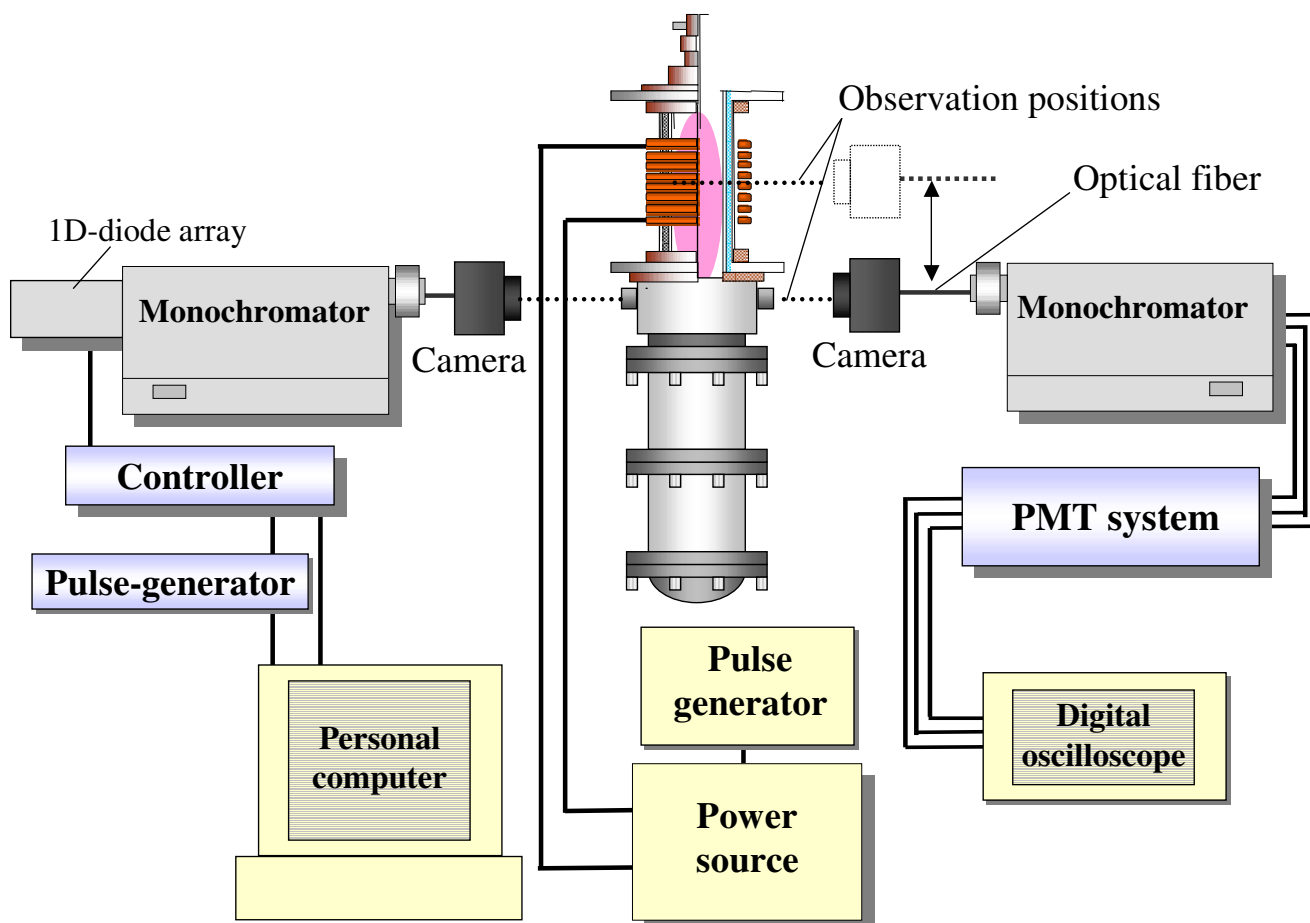 Observation positions
Optical fiber
1D-diode array
Monochromator
Camera
Camera
Monochromator
Controller
Pulse-generator
PMT system
Personal
computer
Pulse
generator
Digital
oscilloscope
Power
source